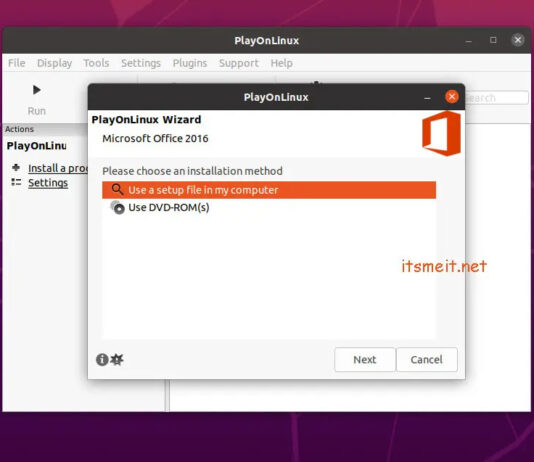 PlayOnLinux
File Display Tools Settings Plugins Support Help
Run
Search
Actions
PlayOnLinu
Install a pro
Settings
PlayOnLinux
PlayOnLinux Wizard
Microsoft Office 2016
Please choose an installation method
Use a setup file in my computer
Use DVD-ROM(s)
itsmeit.net
Next Cancel